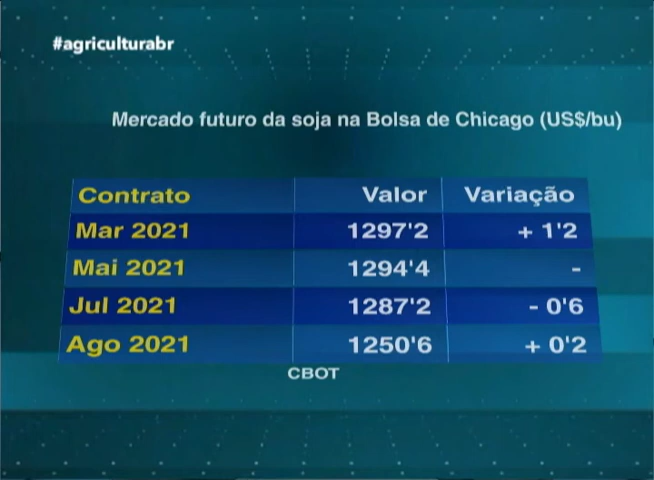 #agriculturabr
Mercado futuro da soja na Bolsa de Chicago (US$/bu)
Contrato Valor Variação
Mar 2021 1297'2 + 1'2
Mai 2021 1294'4 -
Jul 2021 1287'2 - 0'6
Ago 2021 1250'6 + 0'2
CBOT